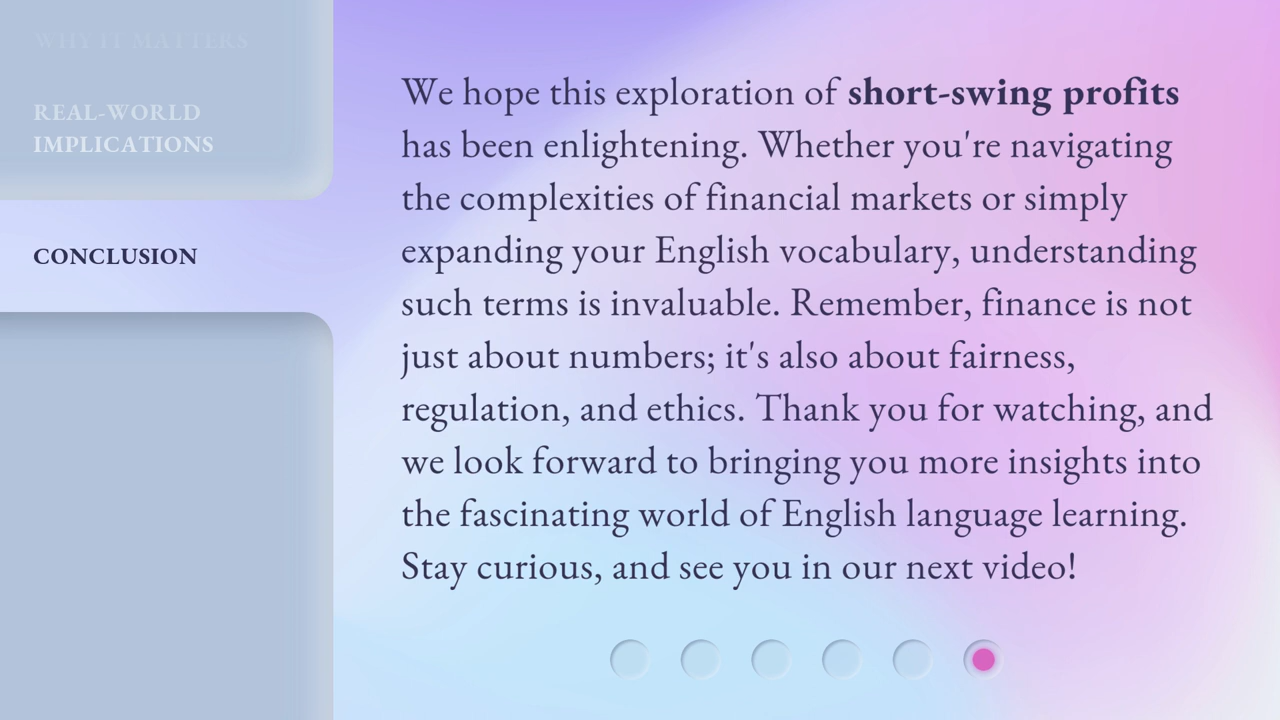 WHY IT MATTERS
REAL-WORLD
IMPLICATIONS
CONCLUSION
We hope this exploration of short-swing profits
has been enlightening. Whether you're navigating
the complexities of financial markets or simply
expanding your English vocabulary, understanding
such terms is invaluable. Remember, finance is not
just about numbers; it's also about fairness,
regulation, and ethics. Thank you for watching, and
we look forward to bringing you more insights into
the fascinating world of English language learning.
Stay curious, and see you in our next video!